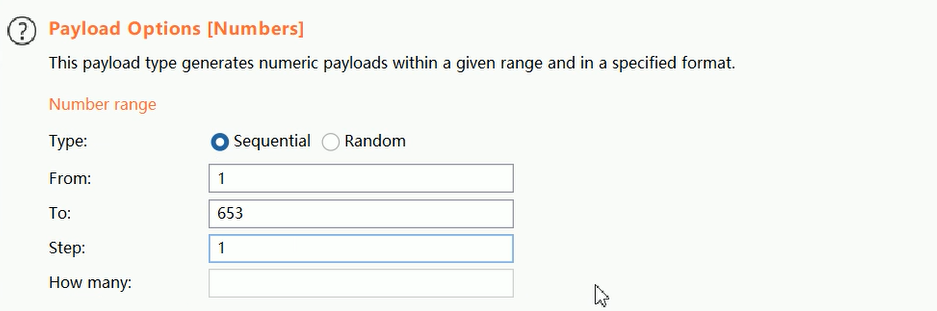 ?
Payload Options [Numbers]
This payload type generates numeric payloads within a given range and in a specified format.
Number range
Type: Sequential Random
From: 1
To: 653
Step: 1
How many: